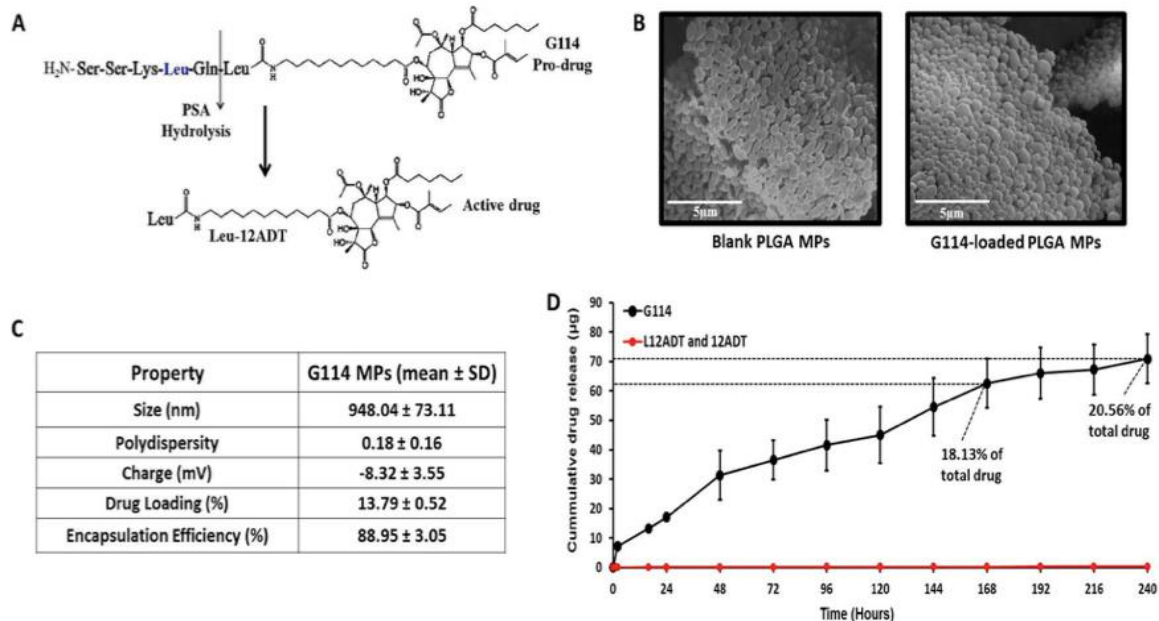 A
H₂N-Ser-Ser-Lys-Leu-Gln-Leu
G114
Pro-drug
PSA
Hydrolysis
Leu
Leu-12ADT
Active drug
B
5µm
5µm
Blank PLGA MPs
G114-loaded PLGA MPs
C
Property
G114 MPs (mean ± SD)
Size (nm)
948.04 ± 73.11
Polydispersity
0.18 ± 0.16
Charge (mV)
-8.32 ± 3.55
Drug Loading (%)
13.79 ± 0.52
Encapsulation Efficiency (%)
88.95 ± 3.05
D
G114
L12ADT and 12ADT
Cummulative drug release (µg)
90
80
70
60
50
40
30
20
10
0
18.13% of
total drug
20.56% of
total drug
0 24 48 72 96 120 144 168 192 216 240
Time (Hours)